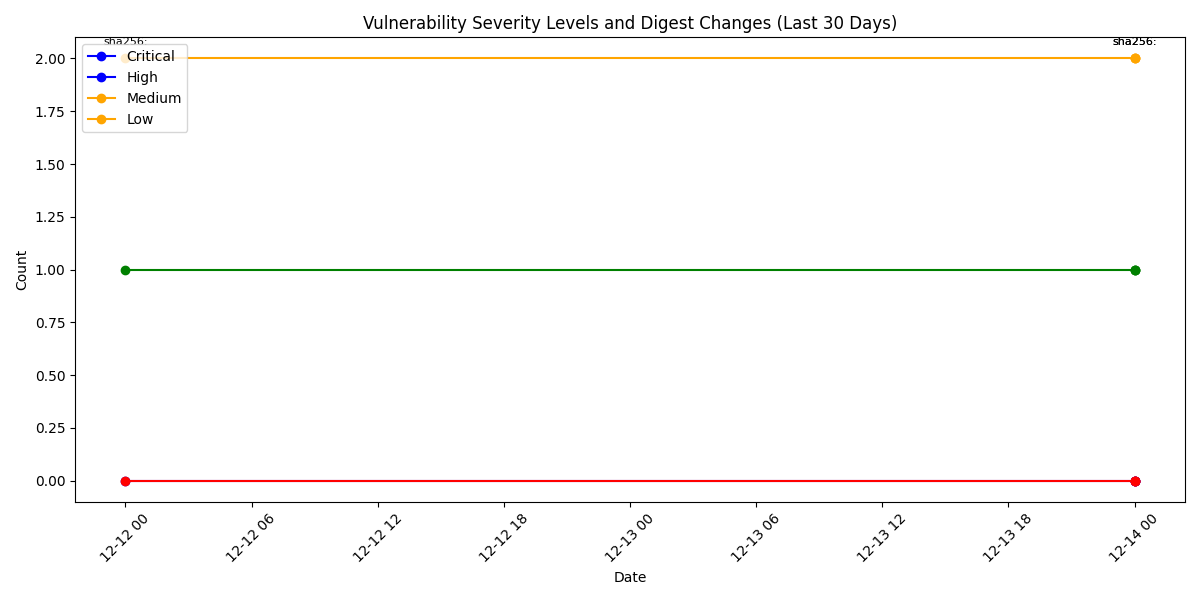 Vulnerability Severity Levels and Digest Changes (Last 30 Days)
sha256:
sha256:
Critical
High
Medium
Low
2.00
1.75
1.50
1.25
1.00
0.75
0.50
0.25
0.00
Count
12-12 00
12-12 06
12-12 12
12-12 18
12-13 00
12-13 06
12-13 12
12-13 18
12-14 00
Date